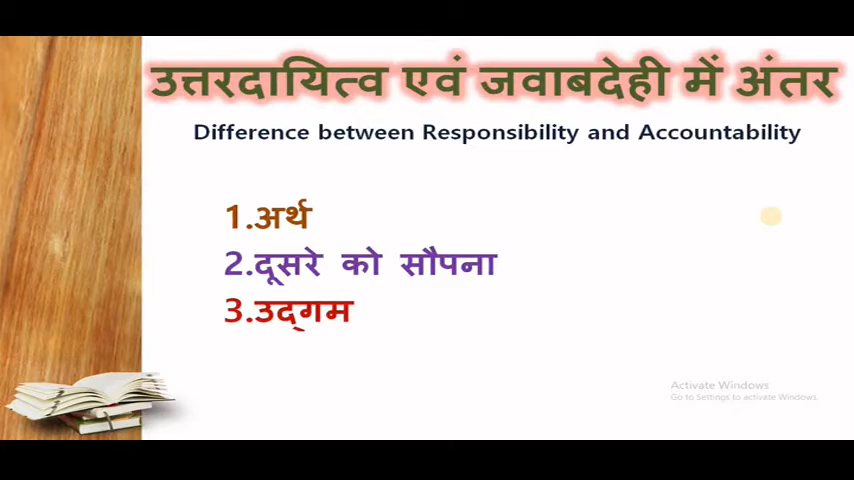 उत्तरदायित्व एवं जवाबदेही में अंतर
Difference between Responsibility and Accountability
1.अर्थ
2.दूसरे को सौपना
3.उद्गम
Activate Windows
Go to Settings to activate Windows.